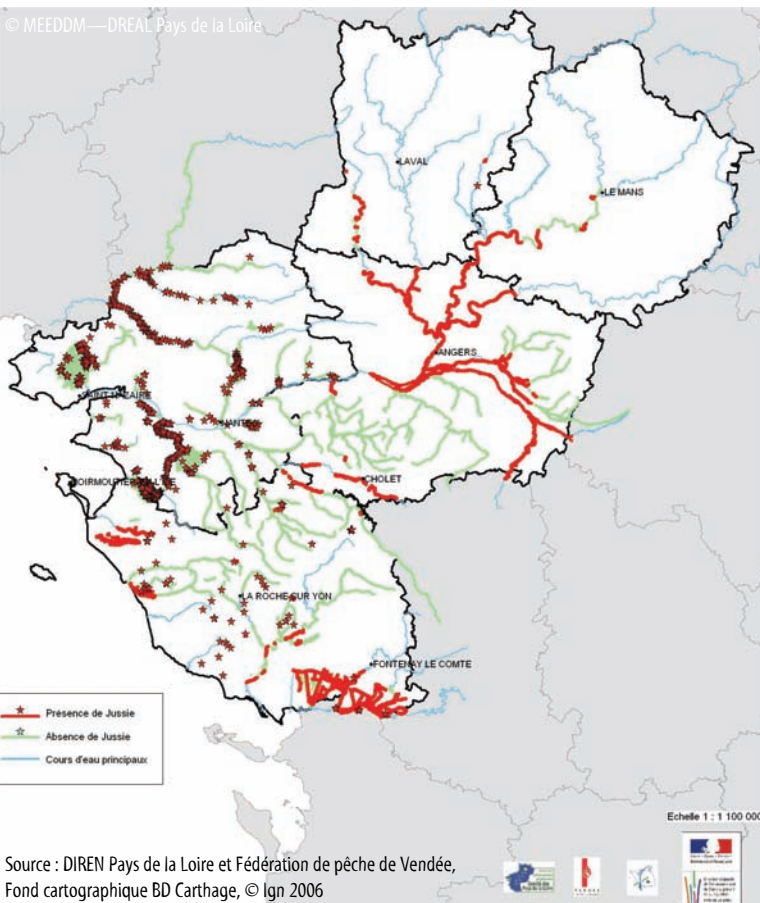 © MEEDDM—DREAL Pays de la Loire
LAVAL
LE MANS
ANGERS
SAINT NAZAIRE
NANTES
NOIRMOUTIER EN L'ILE
CHOLET
LA ROCHE SUR YON
FONTENAY LE COMTE
Présence de Jussie
Absence de Jussie
Cours d'eau principaux
Echelle 1 : 1 100 000
Source : DIREN Pays de la Loire et Fédération de pêche de Vendée,
Fond cartographique BD Carthage, © Ign 2006